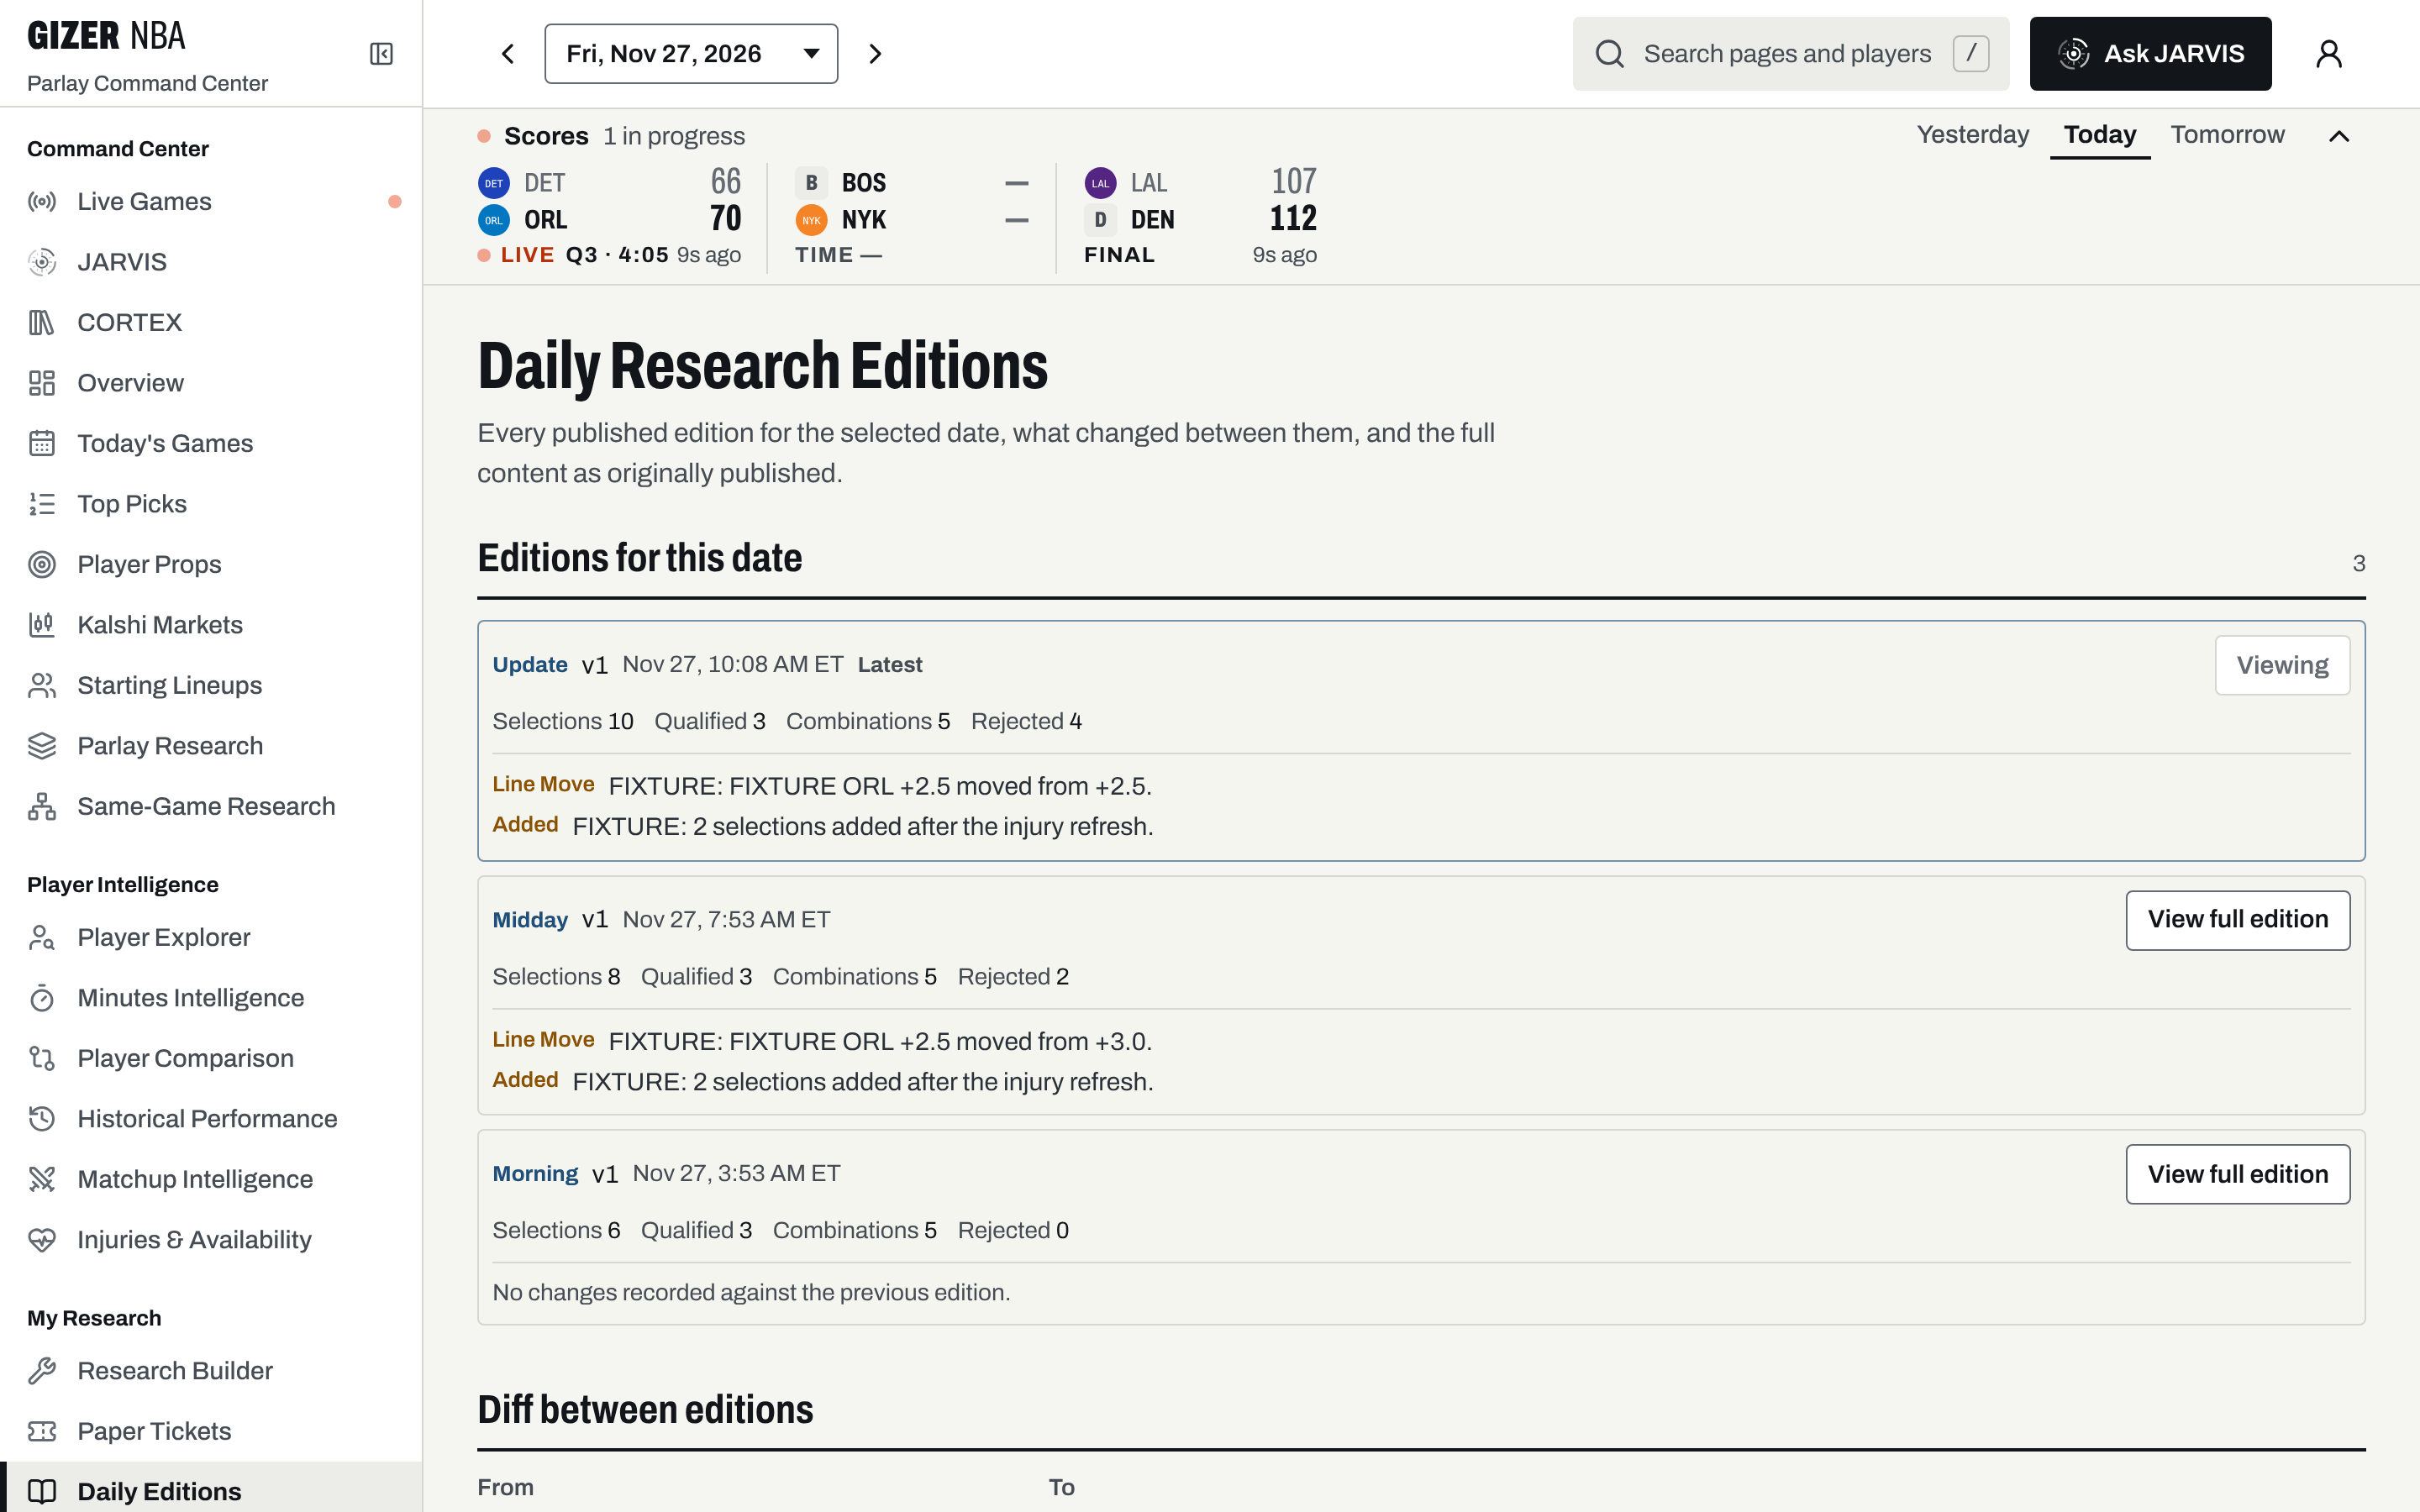 GIZER NBA
Parlay Command Center
Fri, Nov 27, 2026
Search pages and players /
Ask JARVIS
Command Center
Live Games
JARVIS
CORTEX
Overview
Today's Games
Top Picks
Player Props
Kalshi Markets
Starting Lineups
Parlay Research
Same-Game Research
Player Intelligence
Player Explorer
Minutes Intelligence
Player Comparison
Historical Performance
Matchup Intelligence
Injuries & Availability
My Research
Research Builder
Paper Tickets
Daily Editions
Scores 1 in progress
Yesterday Today Tomorrow
DET DET 66
ORL ORL 70
LIVE Q3 · 4:05 9s ago
B BOS —
NYK NYK —
TIME —
LAL LAL 107
D DEN 112
FINAL 9s ago
Daily Research Editions
Every published edition for the selected date, what changed between them, and the full
content as originally published.
Editions for this date 3
Update v1 Nov 27, 10:08 AM ET Latest Viewing
Selections 10 Qualified 3 Combinations 5 Rejected 4
Line Move FIXTURE: FIXTURE ORL +2.5 moved from +2.5.
Added FIXTURE: 2 selections added after the injury refresh.
Midday v1 Nov 27, 7:53 AM ET View full edition
Selections 8 Qualified 3 Combinations 5 Rejected 2
Line Move FIXTURE: FIXTURE ORL +2.5 moved from +3.0.
Added FIXTURE: 2 selections added after the injury refresh.
Morning v1 Nov 27, 3:53 AM ET View full edition
Selections 6 Qualified 3 Combinations 5 Rejected 0
No changes recorded against the previous edition.
Diff between editions
From To